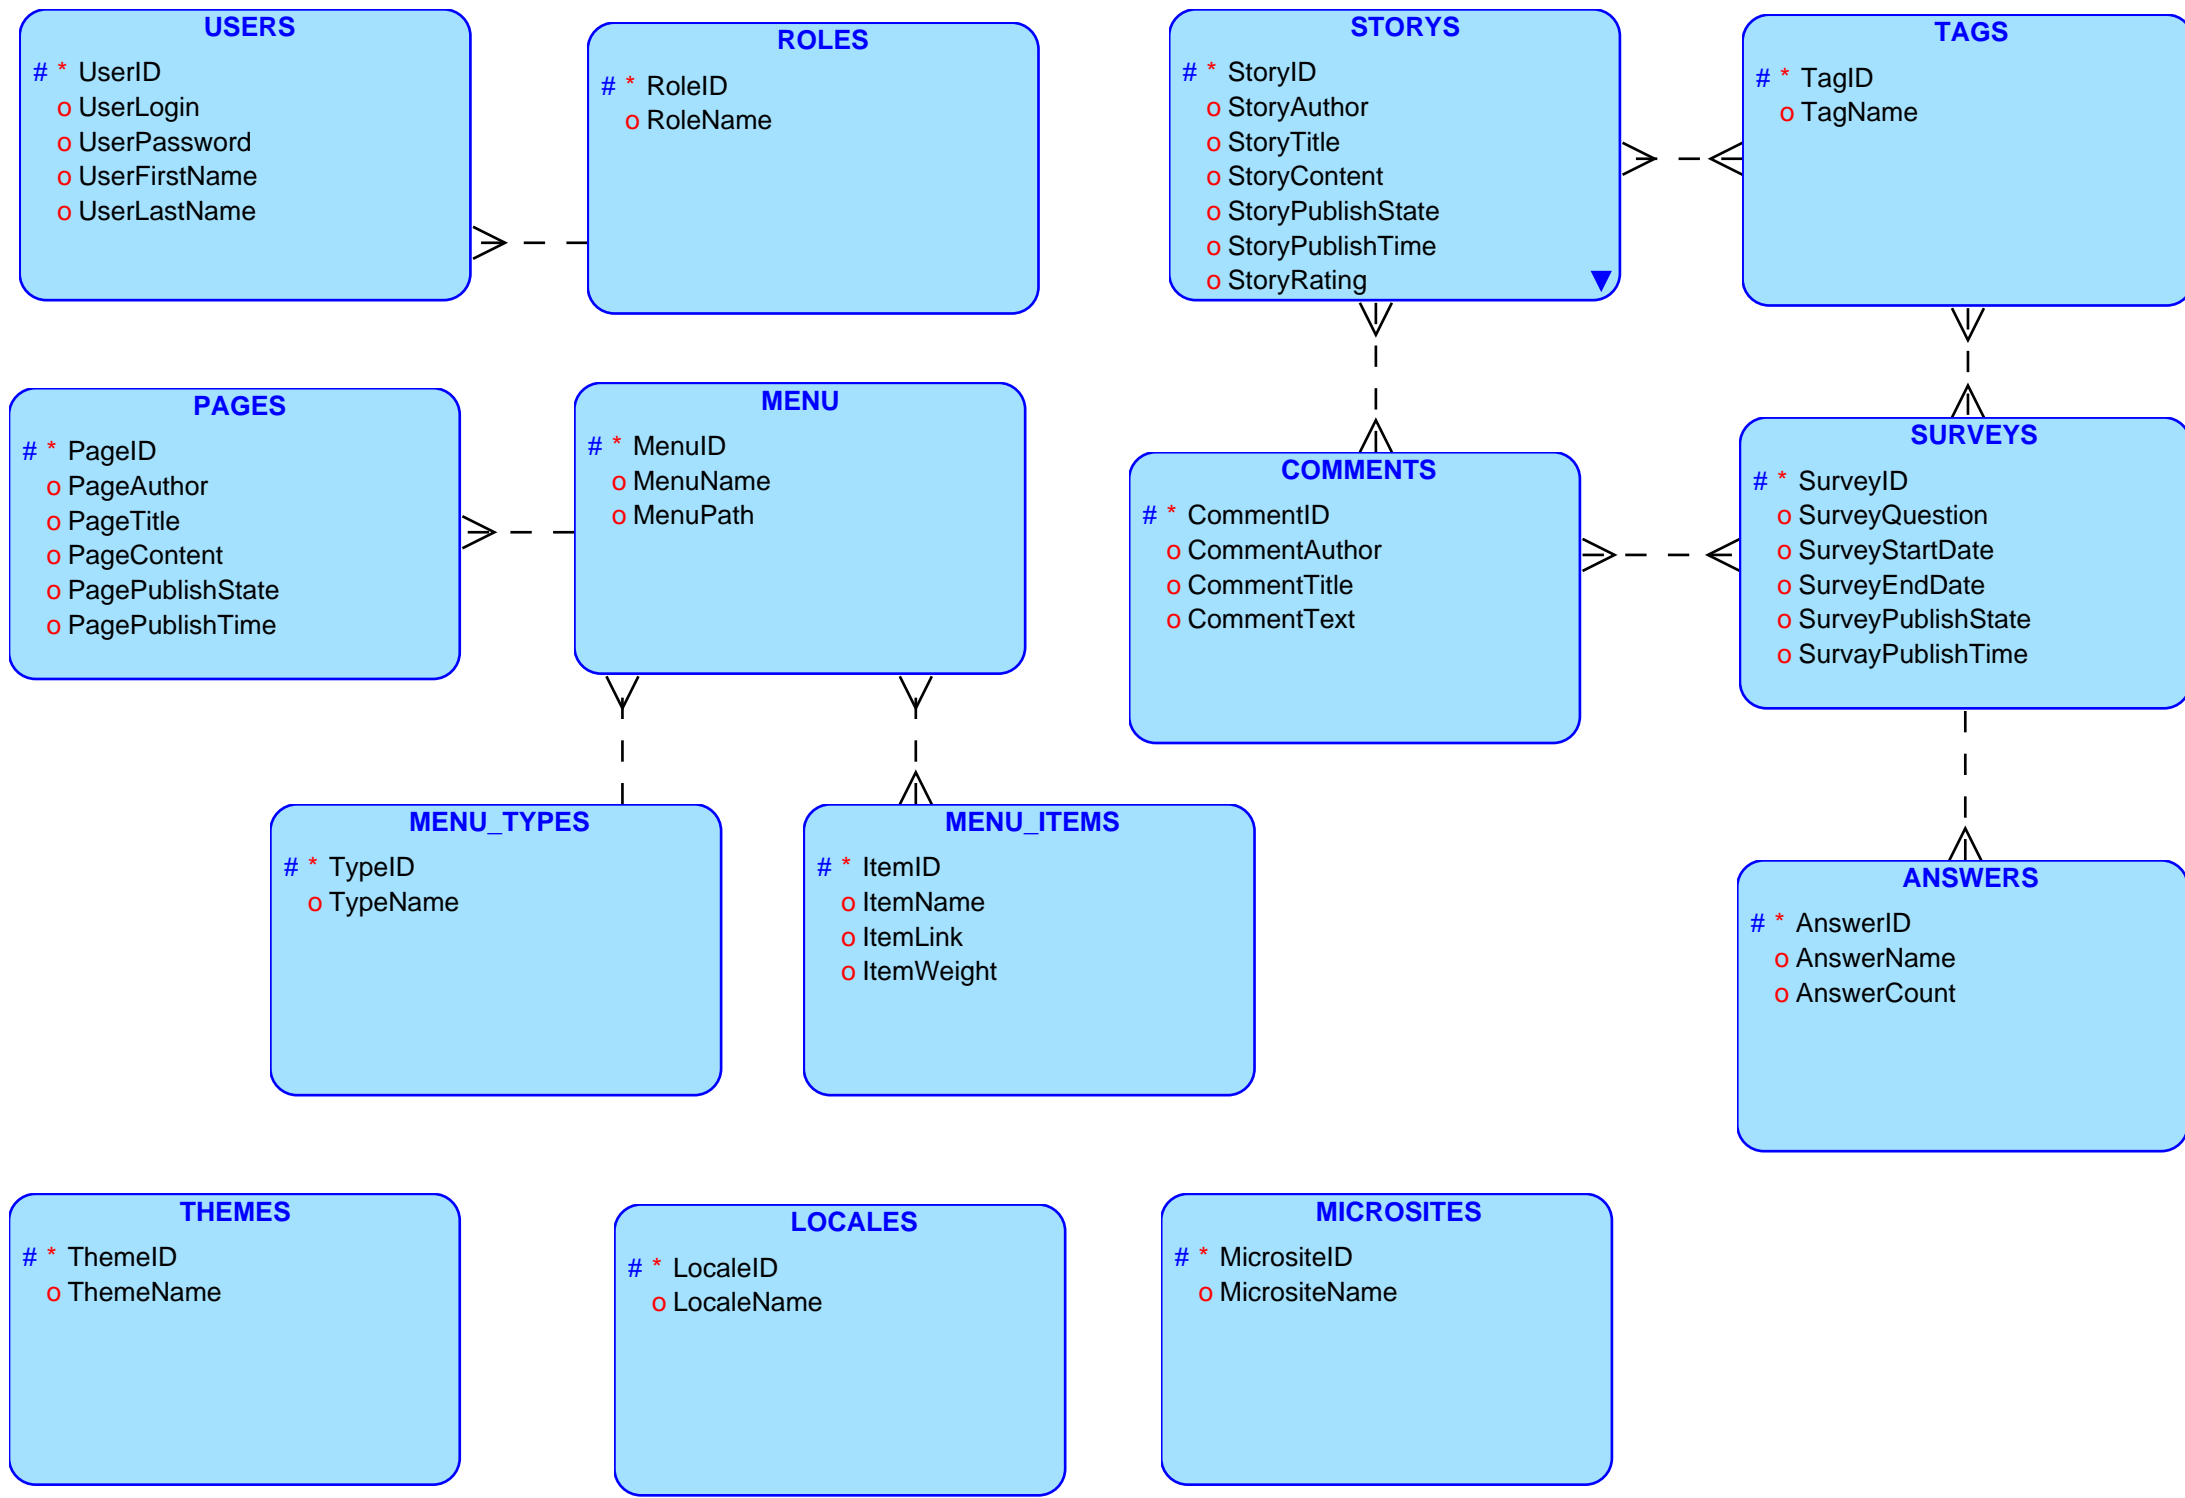 USERS
# * UserID
o UserLogin
o UserPassword
o UserFirstName
o UserLastName
ROLES
# * RoleID
o RoleName
STORYS
# * StoryID
o StoryAuthor
o StoryTitle
o StoryContent
o StoryPublishState
o StoryPublishTime
o StoryRating
TAGS
# * TagID
o TagName
PAGES
# * PageID
o PageAuthor
o PageTitle
o PageContent
o PagePublishState
o PagePublishTime
MENU
# * MenuID
o MenuName
o MenuPath
COMMENTS
# * CommentID
o CommentAuthor
o CommentTitle
o CommentText
SURVEYS
# * SurveyID
o SurveyQuestion
o SurveyStartDate
o SurveyEndDate
o SurveyPublishState
o SurvayPublishTime
MENU_TYPES
# * TypeID
o TypeName
MENU_ITEMS
# * ItemID
o ItemName
o ItemLink
o ItemWeight
ANSWERS
# * AnswerID
o AnswerName
o AnswerCount
THEMES
# * ThemeID
o ThemeName
LOCALES
# * LocaleID
o LocaleName
MICROSITES
# * MicrositeID
o MicrositeName